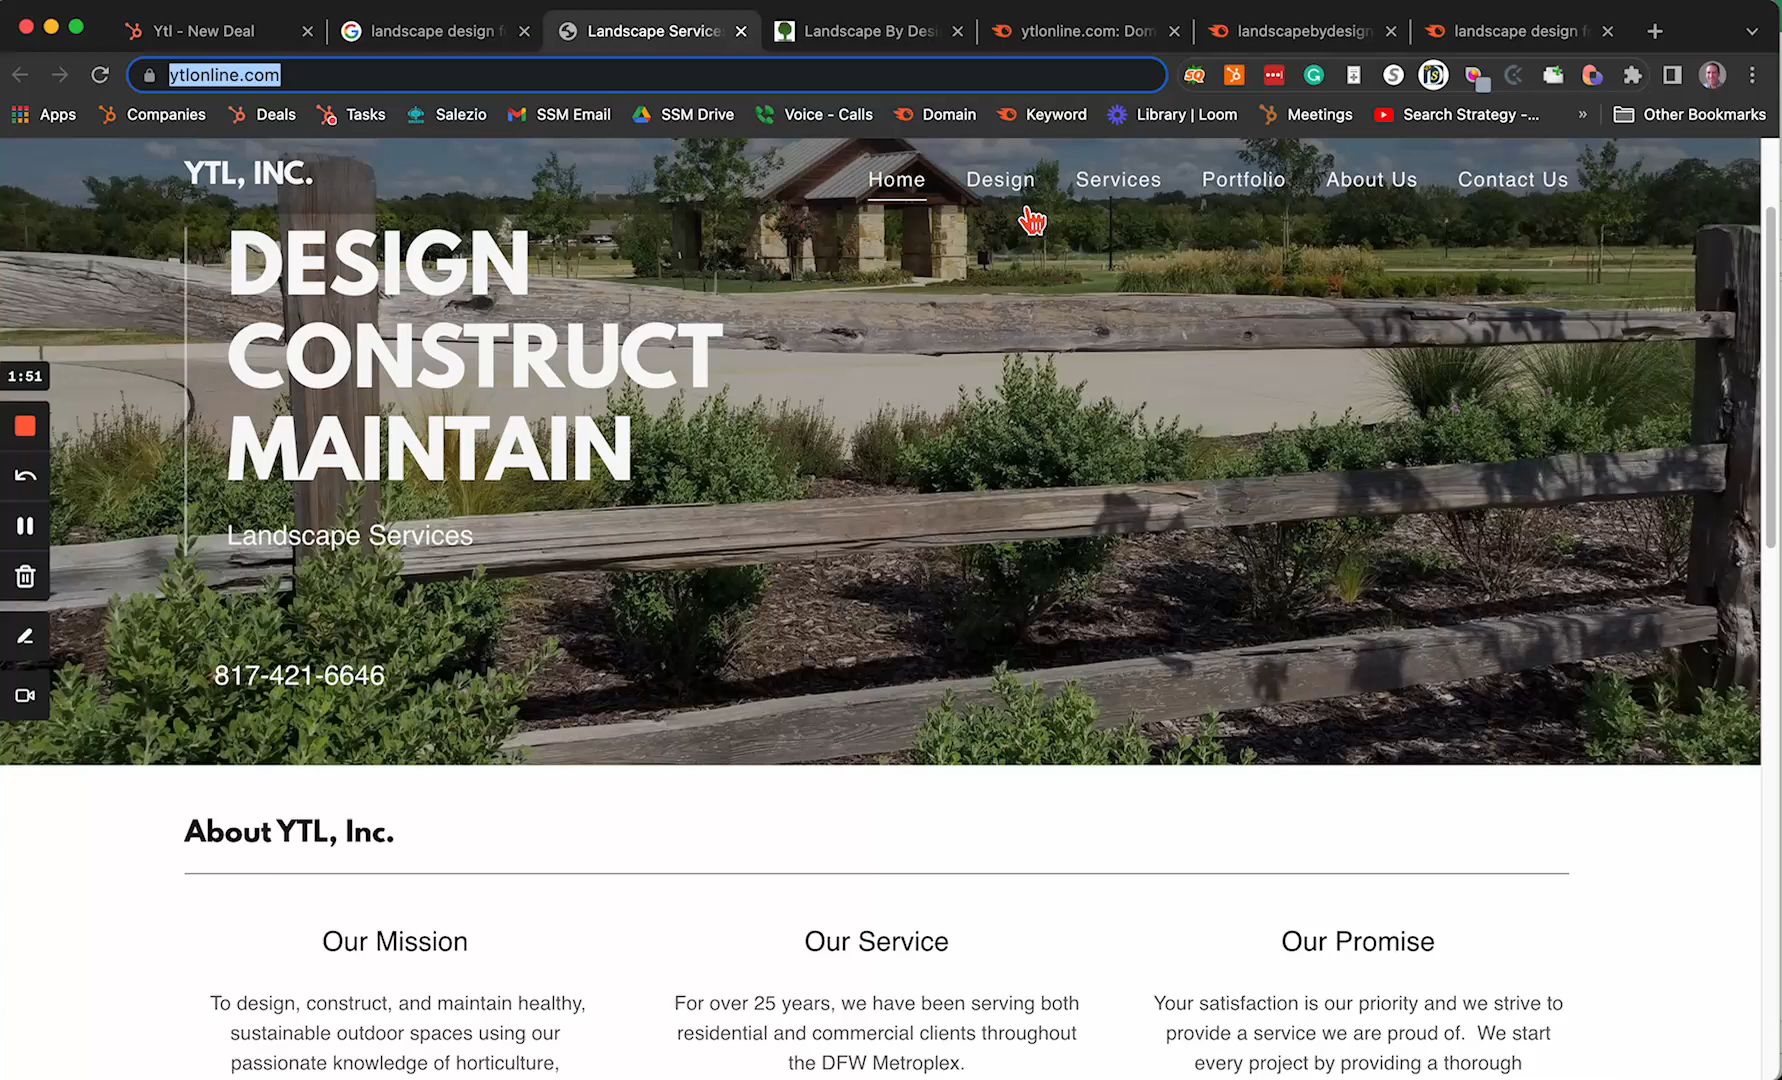 Ytl - New Deal
landscape design f
Landscape Service
Landscape By Desi
ytlonline.com: Dom
landscapebydesign
landscape design f
ytlonline.com
Apps
Companies
Deals
Tasks
Salezio
SSM Email
SSM Drive
Voice - Calls
Domain
Keyword
Library | Loom
Meetings
Search Strategy -...
»
Other Bookmarks
YTL, INC.
Home
Design
Services
Portfolio
About Us
Contact Us
DESIGN
CONSTRUCT
MAINTAIN
1:51
Landscape Services
817-421-6646
About YTL, Inc.
Our Mission
To design, construct, and maintain healthy,
sustainable outdoor spaces using our
passionate knowledge of horticulture,
Our Service
For over 25 years, we have been serving both
residential and commercial clients throughout
the DFW Metroplex.
Our Promise
Your satisfaction is our priority and we strive to
provide a service we are proud of. We start
every project by providing a thorough